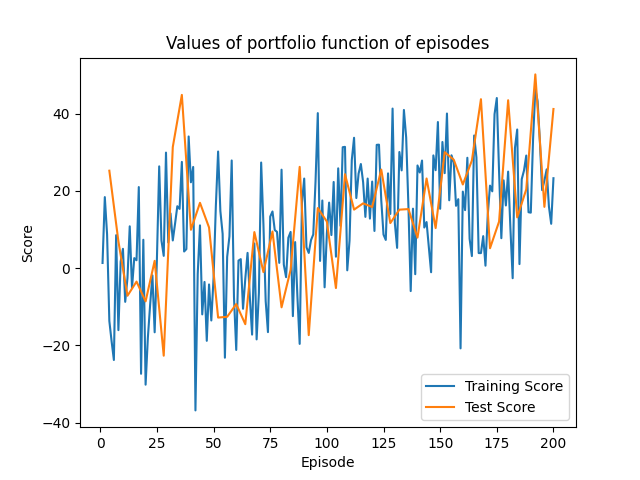 Values of portfolio function of episodes
Score
40
20
0
−20
−40
0 25 50 75 100 125 150 175 200
Episode
Training Score
Test Score